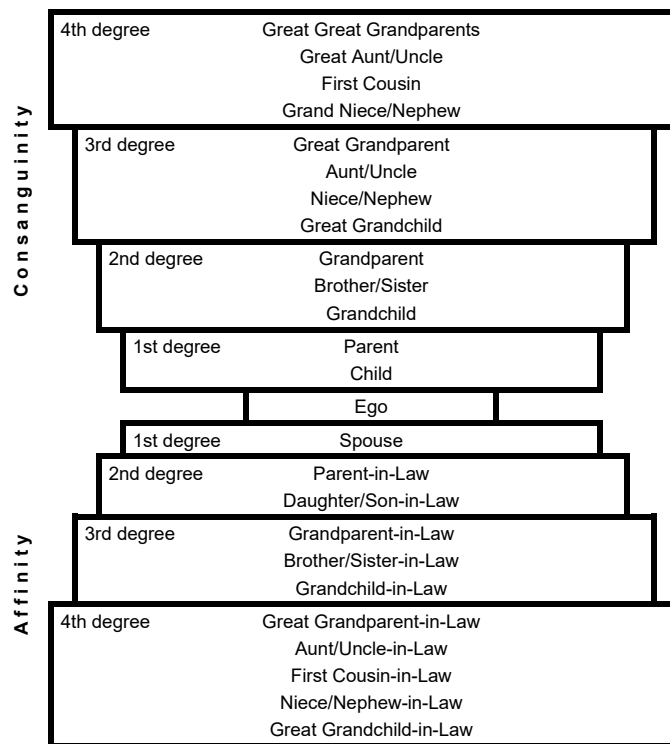 Consanguinity
4th degree Great Great Grandparents
Great Aunt/Uncle
First Cousin
Grand Niece/Nephew
3rd degree Great Grandparent
Aunt/Uncle
Niece/Nephew
Great Grandchild
2nd degree Grandparent
Brother/Sister
Grandchild
1st degree Parent
Child
Ego
Affinity
1st degree Spouse
2nd degree Parent-in-Law
Daughter/Son-in-Law
3rd degree Grandparent-in-Law
Brother/Sister-in-Law
Grandchild-in-Law
4th degree Great Grandparent-in-Law
Aunt/Uncle-in-Law
First Cousin-in-Law
Niece/Nephew-in-Law
Great Grandchild-in-Law